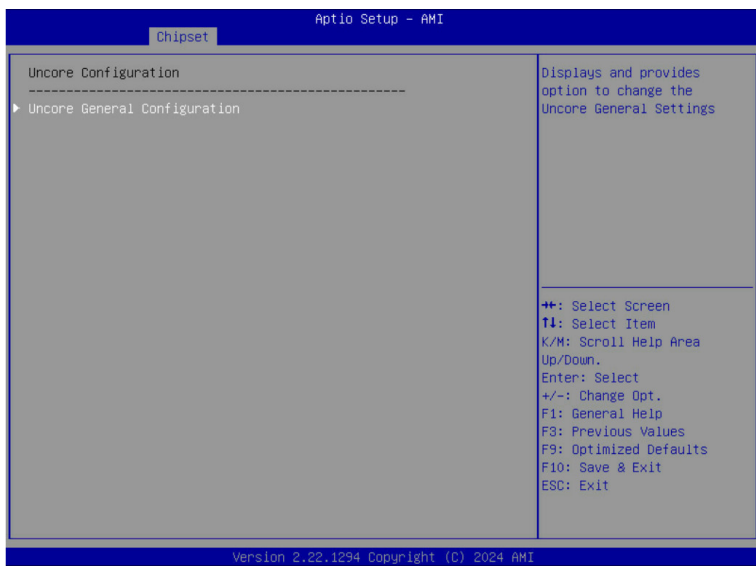 Aptio Setup - AMI
Chipset
Uncore Configuration
--------------------------------------------------
Uncore General Configuration
Displays and provides
option to change the
Uncore General Settings
→←: Select Screen
↑↓: Select Item
K/M: Scroll Help Area
Up/Down.
Enter: Select
+/-: Change Opt.
F1: General Help
F3: Previous Values
F9: Optimized Defaults
F10: Save & Exit
ESC: Exit
Version 2.22.1294 Copyright (C) 2024 AMI